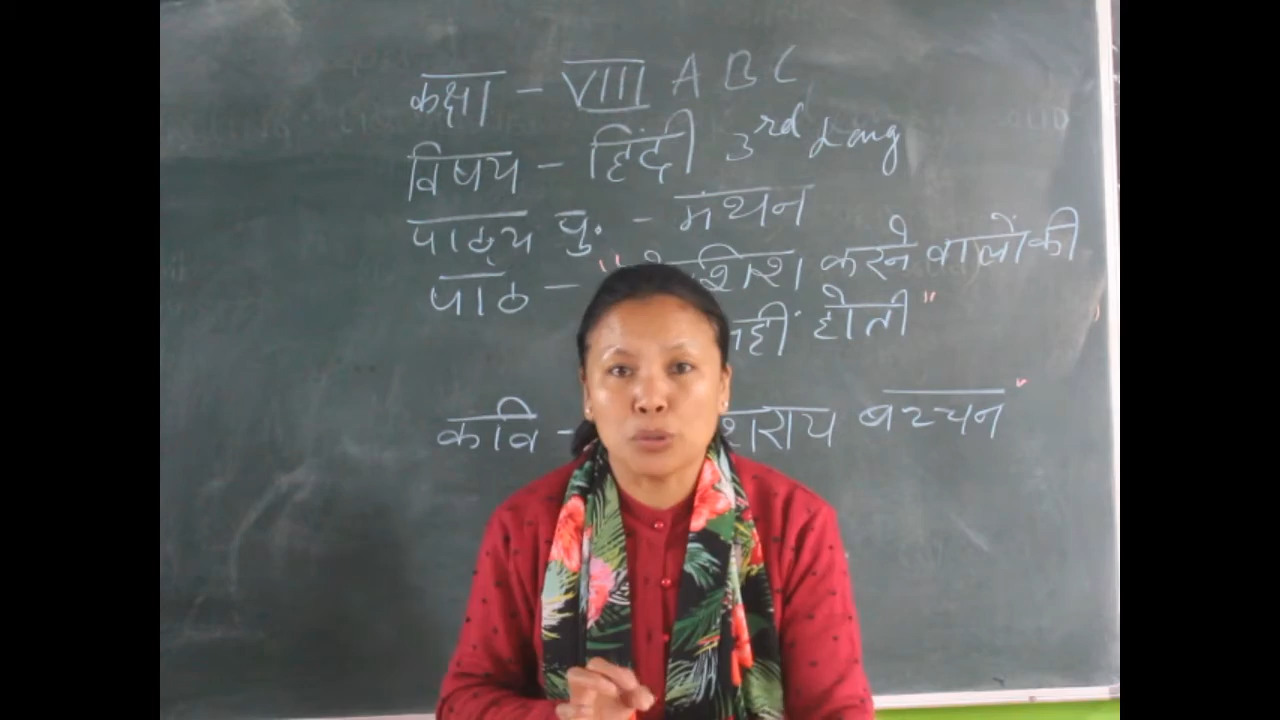 कक्षा - VIII A B C
विषय - हिंदी 3rd Lang
पाठ्य पु. - मंथन
पाठ - " करने वालों की
नहीं होती "
कवि - बच्चन